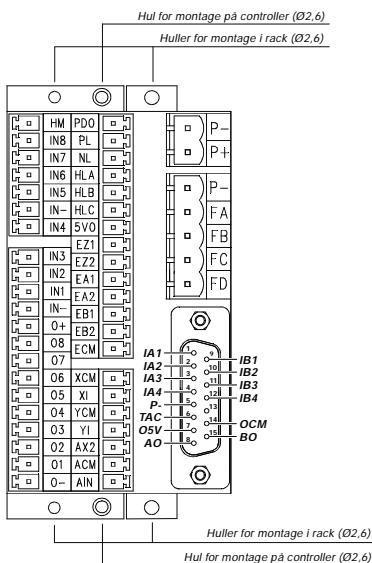 Hul for montage på controller (Ø2,6)
Huller for montage i rack (Ø2,6)
HM PDO
IN8 PL
IN7 NL
IN6 HLA
IN5 HLB
IN- HLC
IN4 5VO
EZ1
IN3 EZ2
IN2 EA1
IN1 EA2
IN- EB1
O+ EB2
O8 ECM
O7
O6 XCM
O5 XI
O4 YCM
O3 YI
O2 AX2
O1 ACM
O- AIN
P-
P+
P-
FA
FB
FC
FD
IA1 1
IA2 2
IA3 3
IA4 4
P- 5
TAC 6
O5V 7
AO 8
9 IB1
10 IB2
11 IB3
12 IB4
13
14 OCM
15 BO
Huller for montage i rack (Ø2,6)
Hul for montage på controller (Ø2,6)